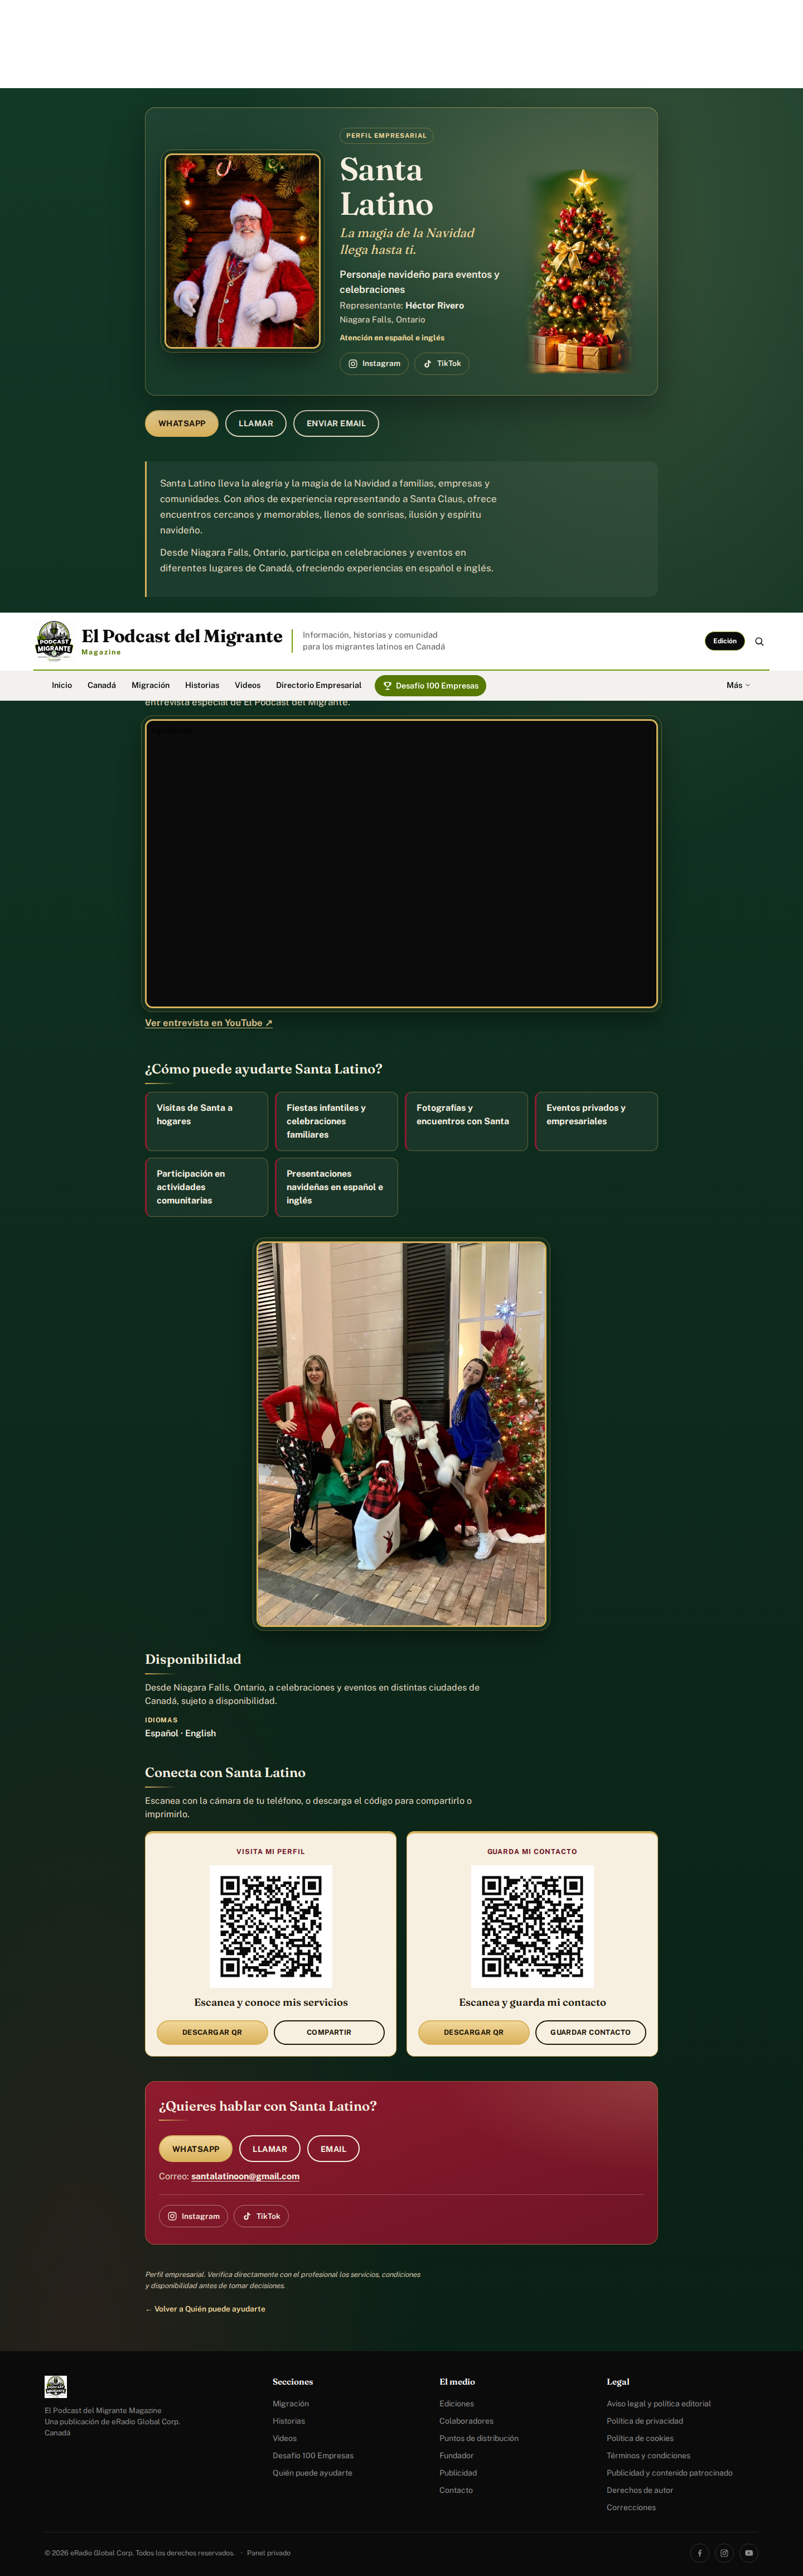 PERFIL EMPRESARIAL
Santa
Latino
La magia de la Navidad
llega hasta ti.
Personaje navideño para eventos y
celebraciones
Representante: Héctor Rivero
Niagara Falls, Ontario
Atención en español e inglés
Instagram
TikTok
WHATSAPP
LLAMAR
ENVIAR EMAIL
Santa Latino lleva la alegría y la magia de la Navidad a familias, empresas y
comunidades. Con años de experiencia representando a Santa Claus, ofrece
encuentros cercanos y memorables, llenos de sonrisas, ilusión y espíritu
navideño.
Desde Niagara Falls, Ontario, participa en celebraciones y eventos en
diferentes lugares de Canadá, ofreciendo experiencias en español e inglés.
PODCAST
MIGRANTE
El Podcast del Migrante
Magazine
Información, historias y comunidad
para los migrantes latinos en Canadá
Edición
Inicio
Canadá
Migración
Historias
Videos
Directorio Empresarial
Desafío 100 Empresas
Más
entrevista especial de El Podcast del Migrante.
Ver entrevista en YouTube ↗
¿Cómo puede ayudarte Santa Latino?
Visitas de Santa a
hogares
Fiestas infantiles y
celebraciones
familiares
Fotografías y
encuentros con Santa
Eventos privados y
empresariales
Participación en
actividades
comunitarias
Presentaciones
navideñas en español e
inglés
Disponibilidad
Desde Niagara Falls, Ontario, a celebraciones y eventos en distintas ciudades de
Canadá, sujeto a disponibilidad.
IDIOMAS
Español · English
Conecta con Santa Latino
Escanea con la cámara de tu teléfono, o descarga el código para compartirlo o
imprimirlo.
VISITA MI PERFIL
Escanea y conoce mis servicios
DESCARGAR QR
COMPARTIR
GUARDA MI CONTACTO
Escanea y guarda mi contacto
DESCARGAR QR
GUARDAR CONTACTO
¿Quieres hablar con Santa Latino?
WHATSAPP
LLAMAR
EMAIL
Correo: santalatinoon@gmail.com
Instagram
TikTok
Perfil empresarial. Verifica directamente con el profesional los servicios, condiciones
y disponibilidad antes de tomar decisiones.
← Volver a Quién puede ayudarte
El Podcast del Migrante Magazine
Una publicación de eRadio Global Corp.
Canadá
Secciones
Migración
Historias
Videos
Desafío 100 Empresas
Quién puede ayudarte
El medio
Ediciones
Colaboradores
Puntos de distribución
Fundador
Publicidad
Contacto
Legal
Aviso legal y política editorial
Política de privacidad
Política de cookies
Términos y condiciones
Publicidad y contenido patrocinado
Derechos de autor
Correcciones
© 2026 eRadio Global Corp. Todos los derechos reservados. · Panel privado